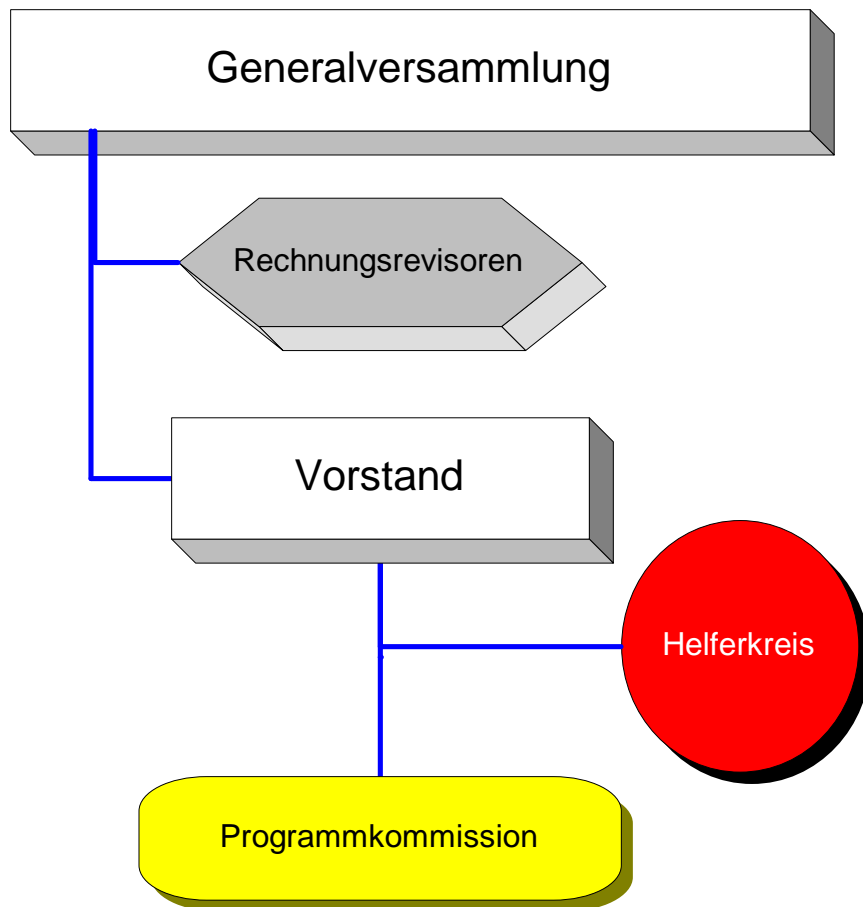 Generalversammlung
Rechnungsrevisoren
Vorstand
Helferkreis
Programmkommission